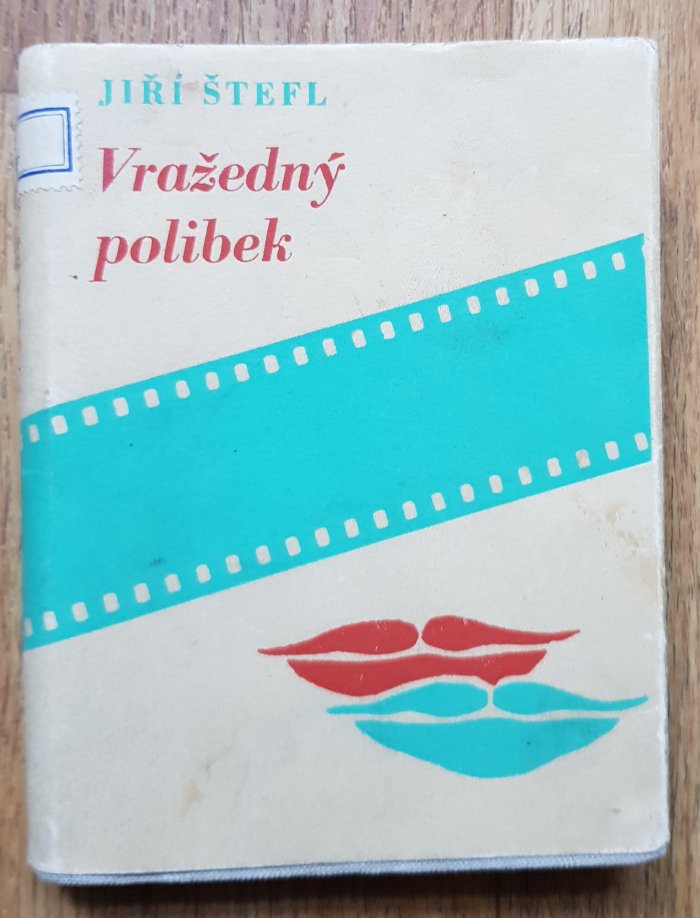 JIŘÍ ŠTEFL
Vražedný
polibek